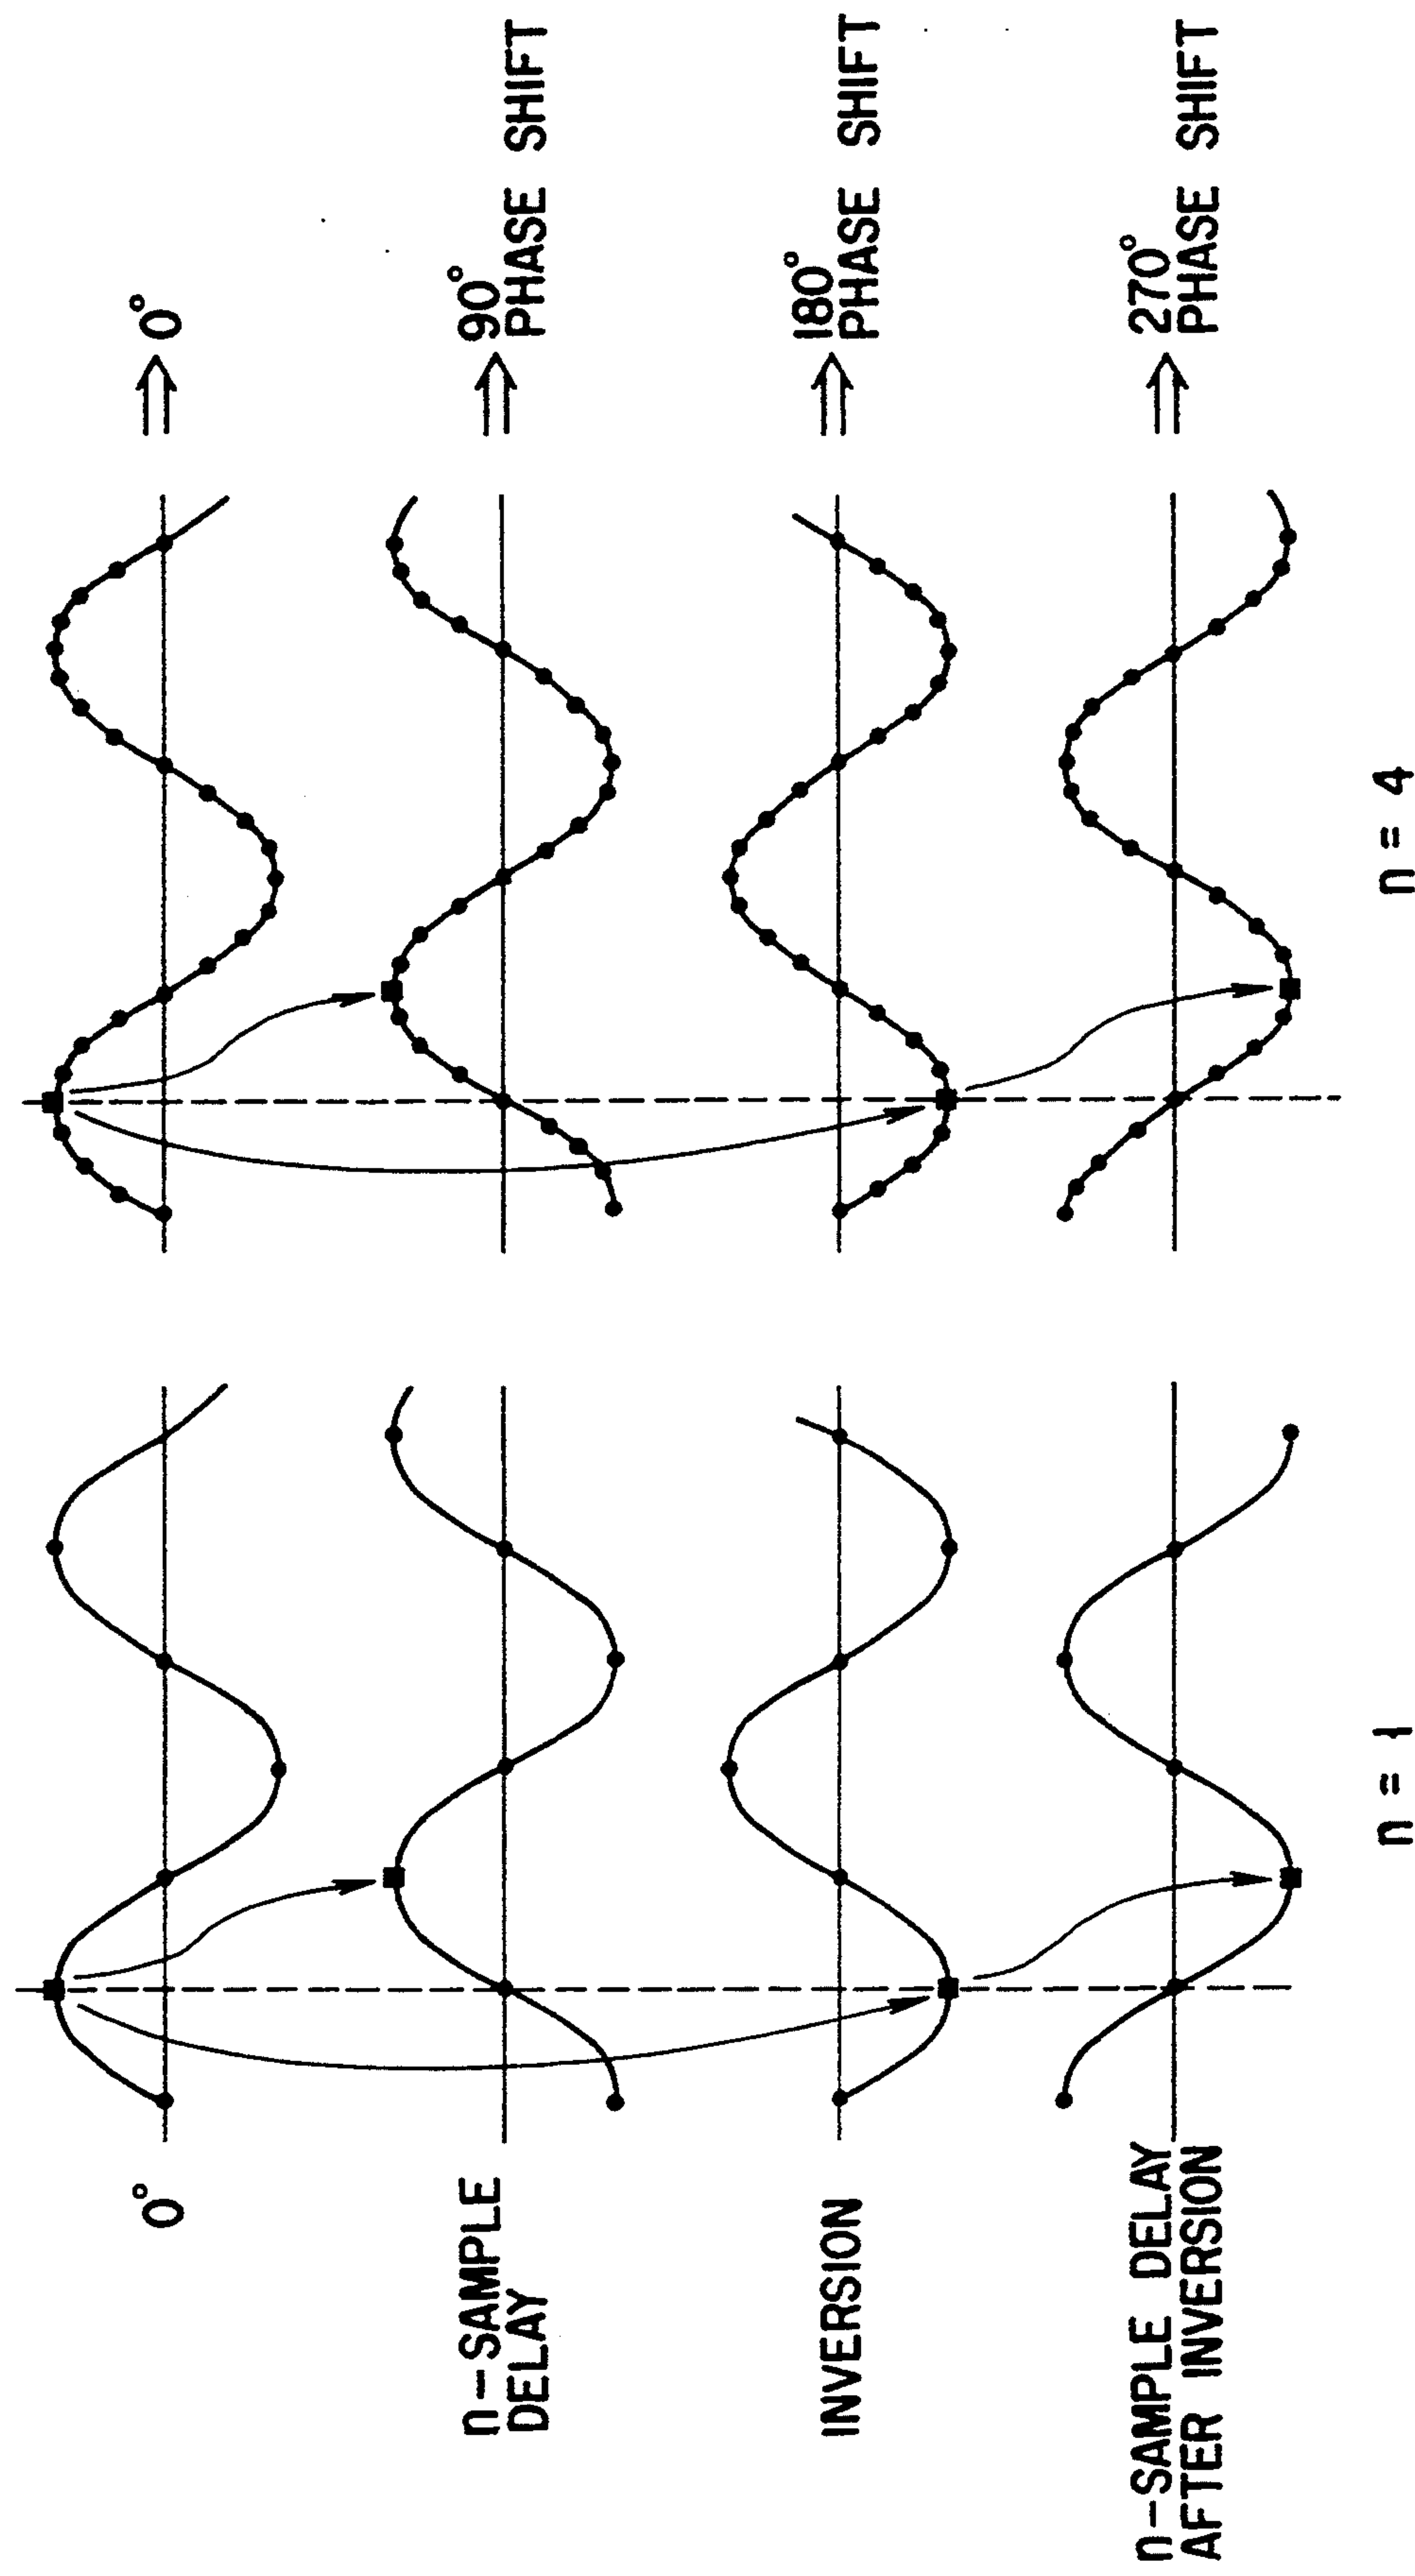 0°
⇒ 0°
n-SAMPLE
DELAY
⇒ 90°
PHASE SHIFT
INVERSION
⇒ 180°
PHASE SHIFT
n-SAMPLE DELAY
AFTER INVERSION
⇒ 270°
PHASE SHIFT
n = 1
n = 4